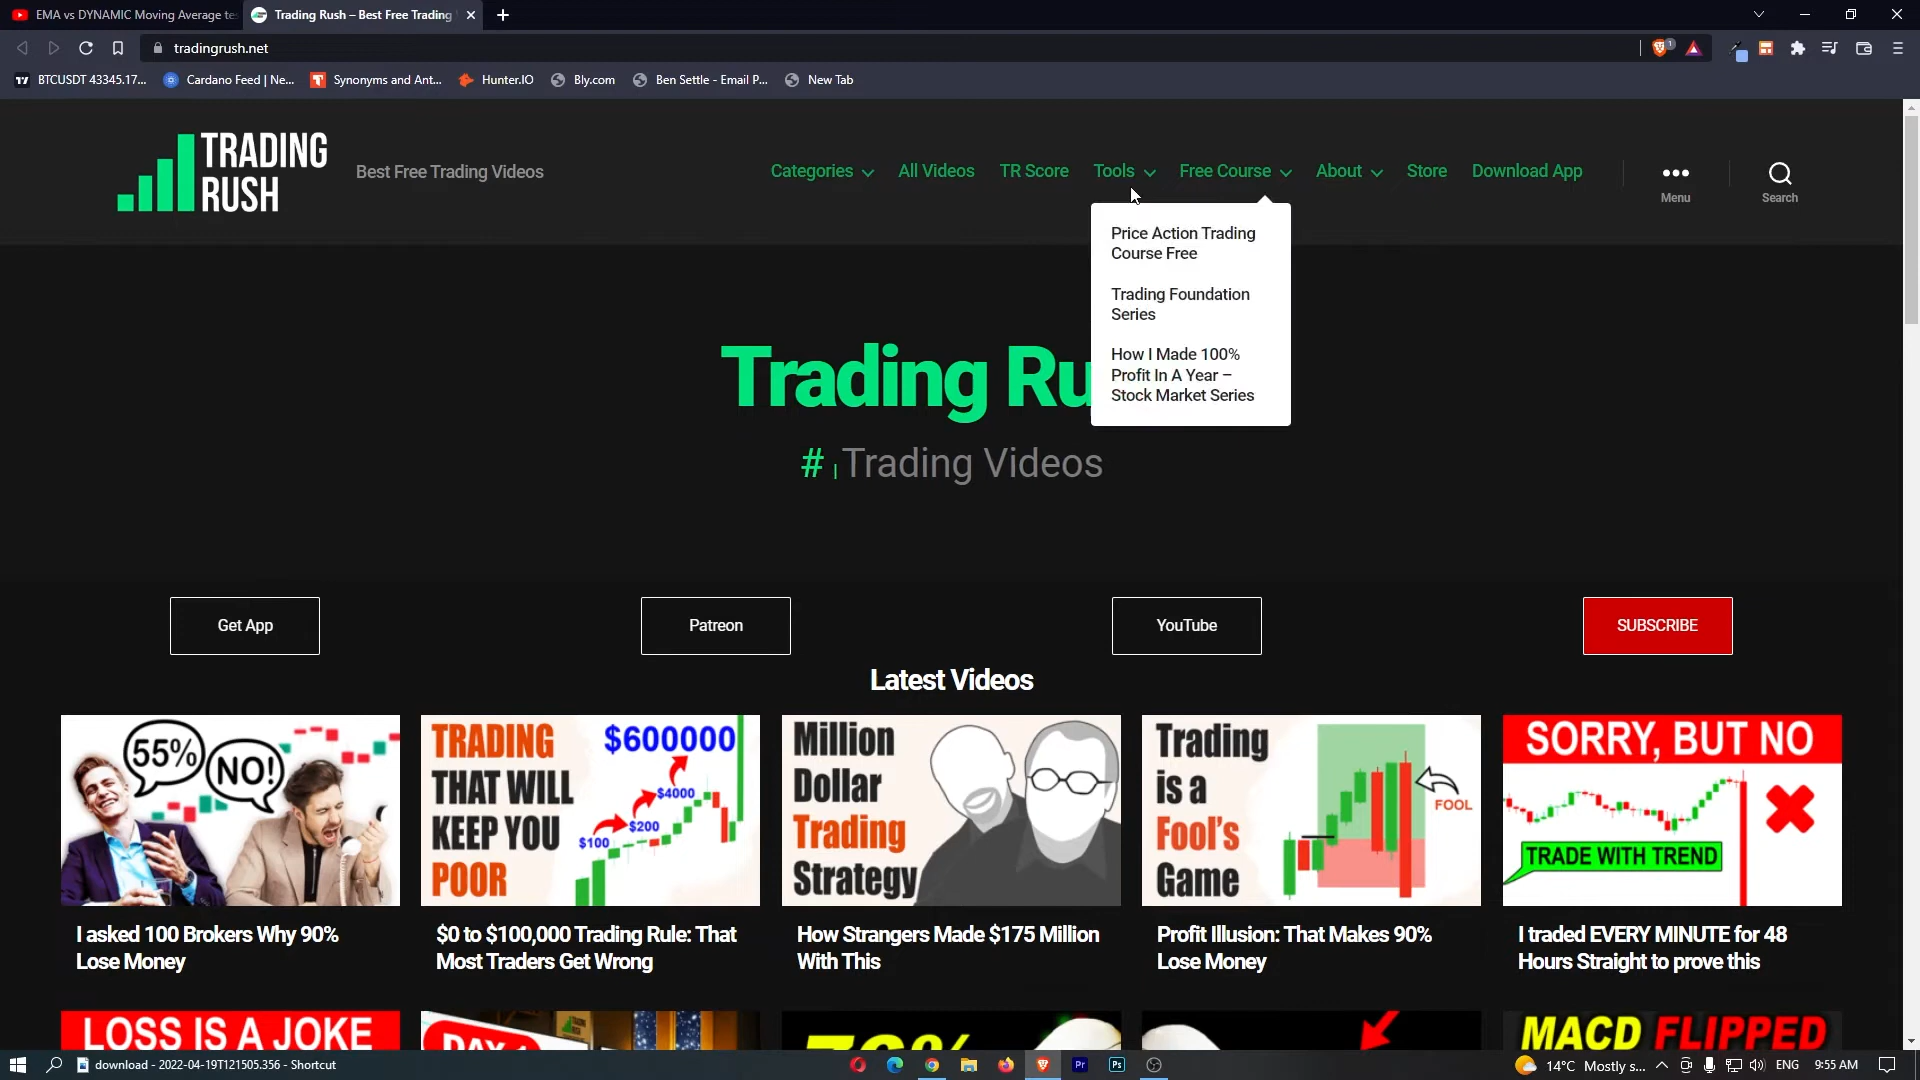 EMA vs DYNAMIC Moving Average te
Trading Rush – Best Free Trading
tradingrush.net
1
BTCUSDT 43345.17...
Cardano Feed | Ne...
Synonyms and Ant...
Hunter.IO
Bly.com
Ben Settle - Email P...
New Tab
TRADING
RUSH
Best Free Trading Videos
Categories
All Videos
TR Score
Tools
Free Course
About
Store
Download App
Menu
Search
Price Action Trading
Course Free
Trading Foundation
Series
How I Made 100%
Profit In A Year –
Stock Market Series
Trading Ru
# Trading Videos
Get App
Patreon
YouTube
SUBSCRIBE
Latest Videos
55%
NO!
TRADING
THAT WILL
KEEP YOU
POOR
$600000
$4000
$200
$100
Million
Dollar
Trading
Strategy
Trading
is a
Fool's
Game
FOOL
SORRY, BUT NO
TRADE WITH TREND
I asked 100 Brokers Why 90%
Lose Money
$0 to $100,000 Trading Rule: That
Most Traders Get Wrong
How Strangers Made $175 Million
With This
Profit Illusion: That Makes 90%
Lose Money
I traded EVERY MINUTE for 48
Hours Straight to prove this
LOSS IS A JOKE
MACD FLIPPED
download - 2022-04-19T121505.356 - Shortcut
Pr
Ps
14°C Mostly s...
ENG
9:55 AM